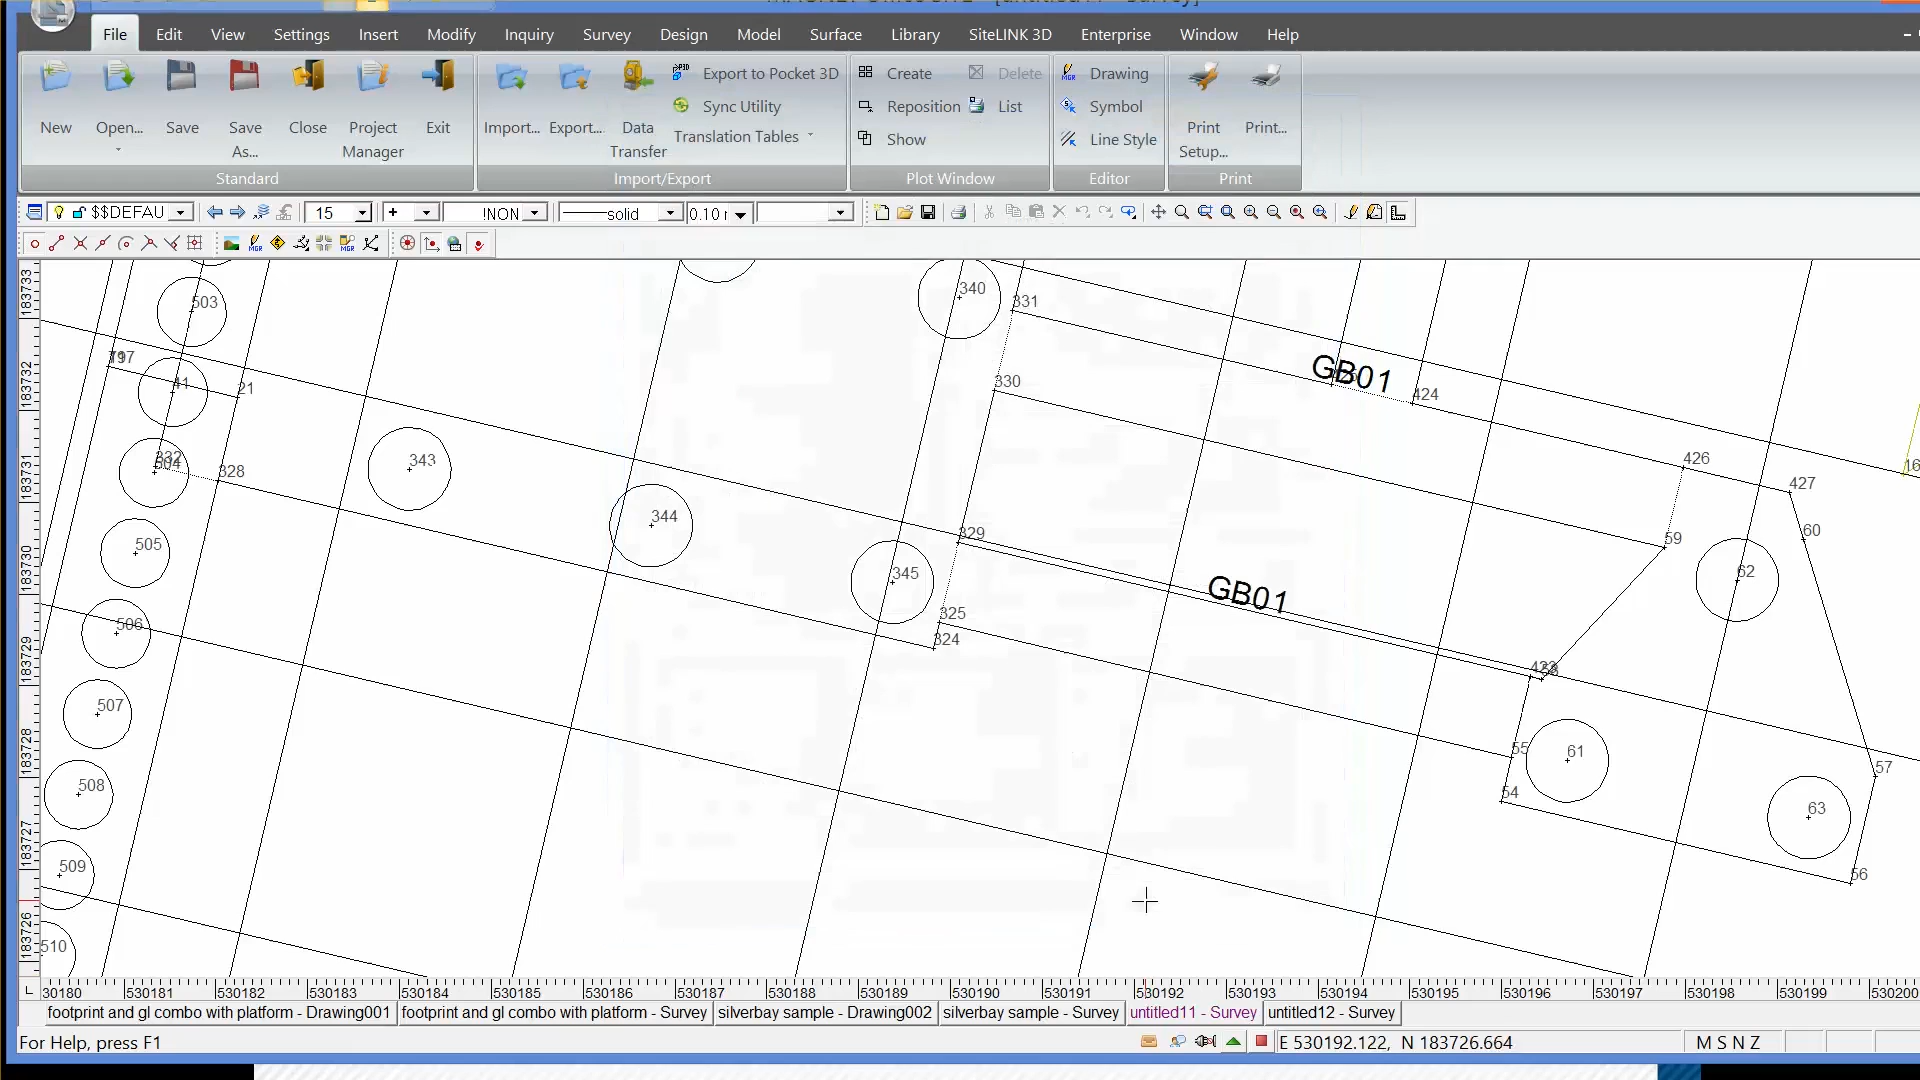 File Edit View Settings Insert Modify Inquiry Survey Design Model Surface Library SiteLINK 3D Enterprise Window Help
New Open... Save Save As... Close Project Manager Exit
Standard
Import... Export... Data Transfer
Export to Pocket 3D
Sync Utility
Translation Tables
Import/Export
Create Delete
Reposition List
Show
Plot Window
Drawing
Symbol
Line Style
Editor
Print Setup... Print...
Print
$$DEFAU 15 + !NON solid 0.10
503
340
331
41
21
330
GB01
424
504
328
343
426
427
344
329
59
60
505
345
GB01
62
325
506
324
507
55
61
57
508
54
63
509
56
510
183733
183732
183731
183730
183729
183728
183727
183726
30180 530181 530182 530183 530184 530185 530186 530187 530188 530189 530190 530191 530192 530193 530194 530195 530196 530197 530198 530199 530200
footprint and gl combo with platform - Drawing001 footprint and gl combo with platform - Survey silverbay sample - Drawing002 silverbay sample - Survey untitled11 - Survey untitled12 - Survey
For Help, press F1 E 530192.122, N 183726.664 M S N Z